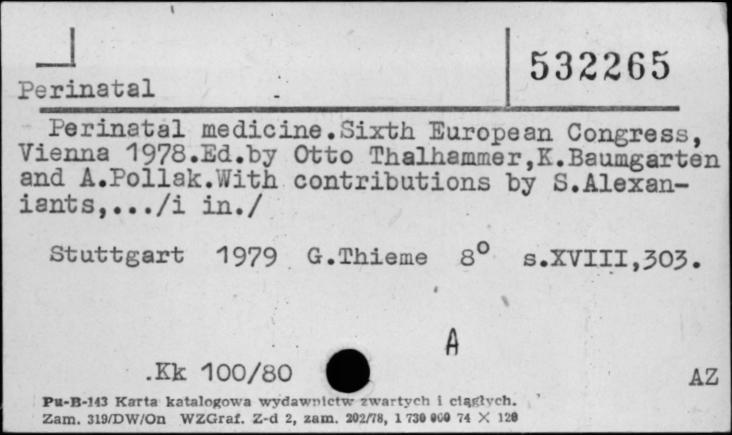 532265
Perinatal
Perinatal medicine.Sixth European Congress,
Vienna 1978.Ed.by Otto Thalhammer,K.Baumgarten
and A.Pollak.With contributions by S.Alexan-
iants,.../i in./
Stuttgart 1979 G.Thieme 8° s.XVIII,303.
A
.Kk 100/80
AZ
Pu-B-143 Karta katalogowa wydawnictw zwartych i ciągłych.
Zam. 319/DW/On WZGraf. Z-d 2, zam. 202/78, 1 730 000 74 X 120